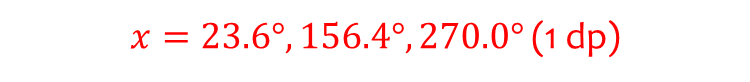 x = 23.6°, 156.4°, 270.0° (1 dp)